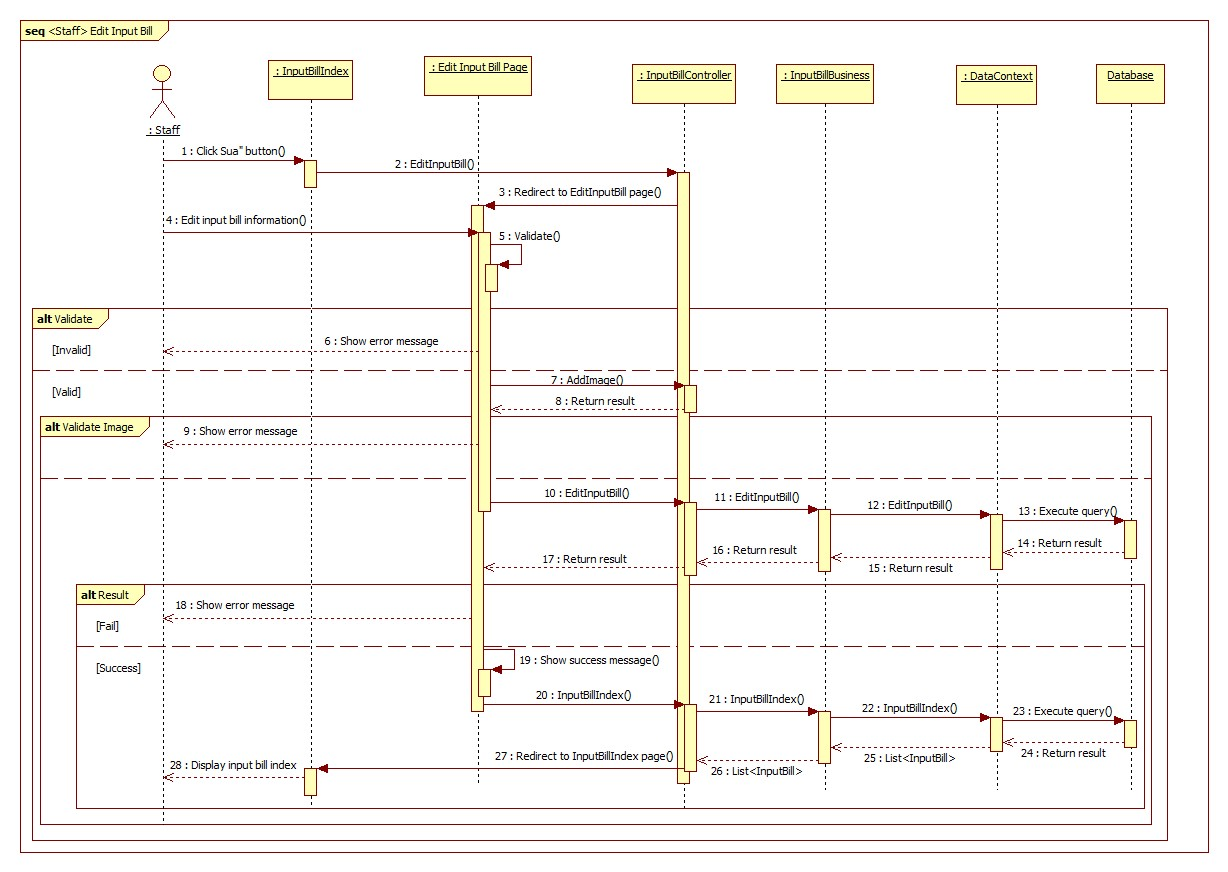 seq <Staff> Edit Input Bill
: Staff
: InputBillIndex
: Edit Input Bill Page
: InputBillController
: InputBillBusiness
: DataContext
Database
1 : Click Sua" button()
2 : EditInputBill()
3 : Redirect to EditInputBill page()
4 : Edit input bill information()
5 : Validate()
alt Validate
[Invalid]
6 : Show error message
[Valid]
7 : AddImage()
8 : Return result
alt Validate Image
9 : Show error message
10 : EditInputBill()
11 : EditInputBill()
12 : EditInputBill()
13 : Execute query()
14 : Return result
15 : Return result
16 : Return result
17 : Return result
alt Result
18 : Show error message
[Fail]
[Success]
19 : Show success message()
20 : InputBillIndex()
21 : InputBillIndex()
22 : InputBillIndex()
23 : Execute query()
24 : Return result
25 : List<InputBill>
26 : List<InputBill>
27 : Redirect to InputBillIndex page()
28 : Display input bill index